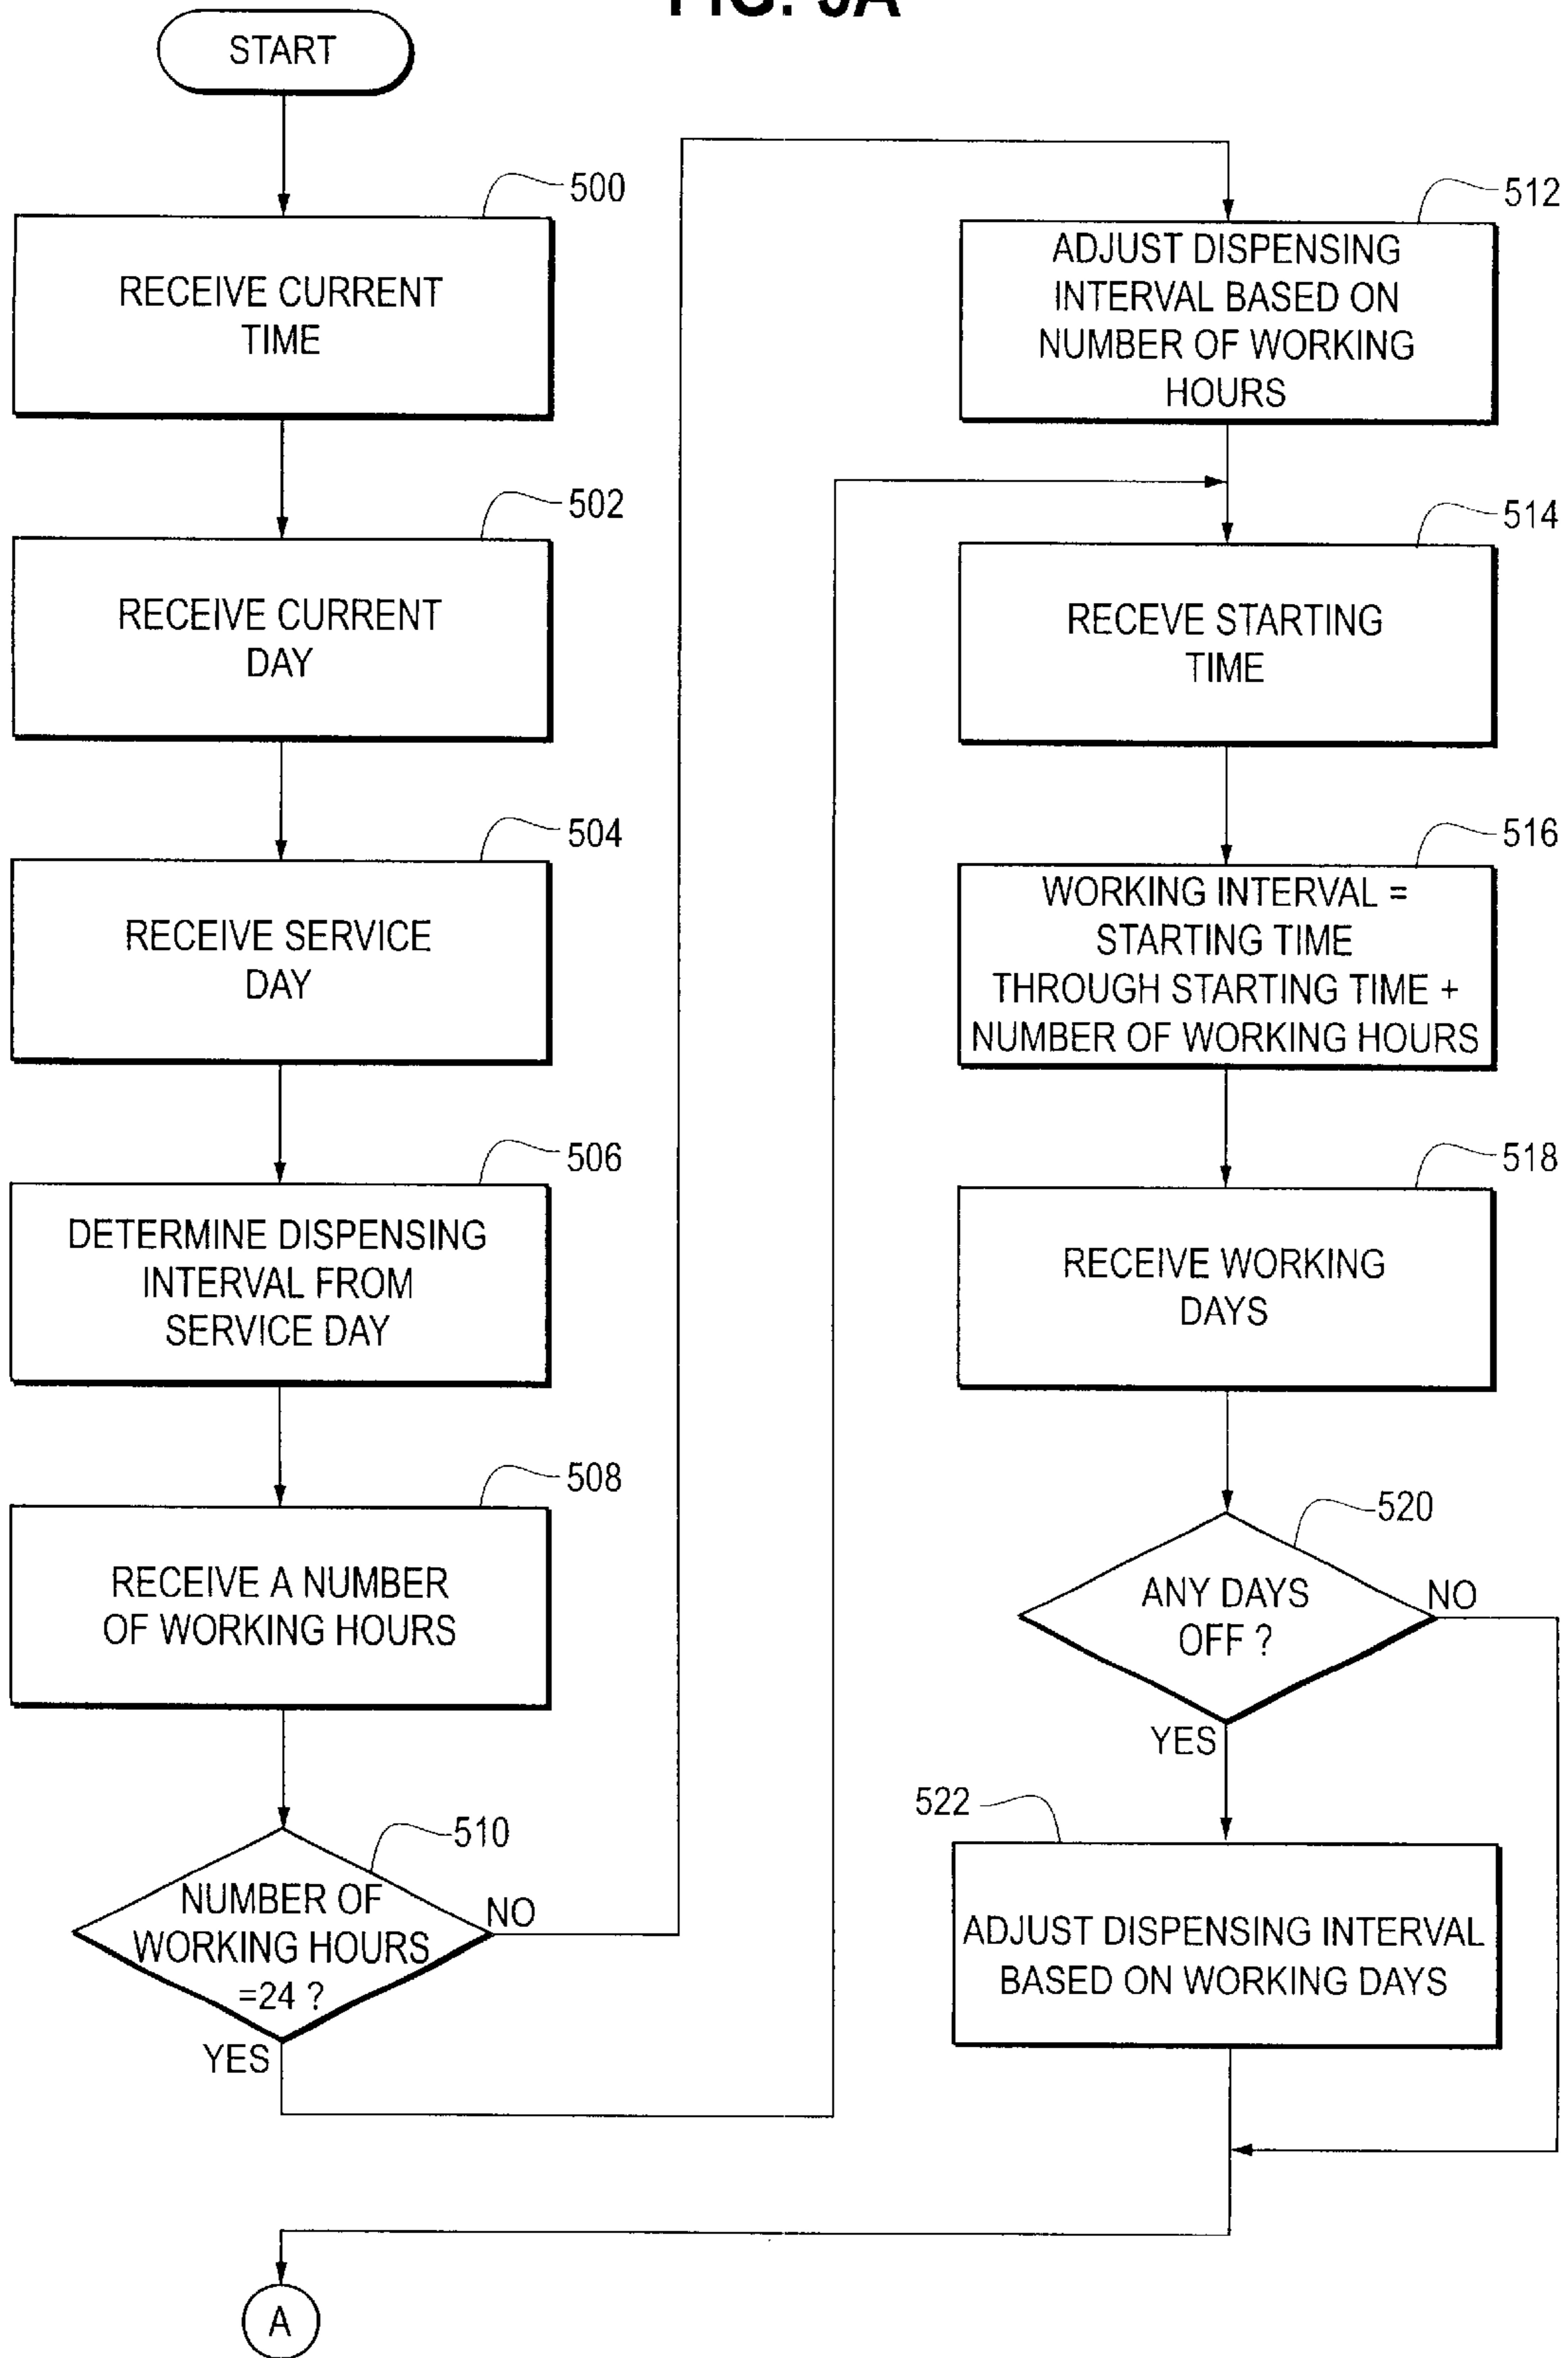 START
500
RECEIVE CURRENT
TIME
502
RECEIVE CURRENT
DAY
504
RECEIVE SERVICE
DAY
506
DETERMINE DISPENSING
INTERVAL FROM
SERVICE DAY
508
RECEIVE A NUMBER
OF WORKING HOURS
510
NUMBER OF
WORKING HOURS
=24 ?
NO
YES
512
ADJUST DISPENSING
INTERVAL BASED ON
NUMBER OF WORKING
HOURS
514
RECEVE STARTING
TIME
516
WORKING INTERVAL =
STARTING TIME
THROUGH STARTING TIME +
NUMBER OF WORKING HOURS
518
RECEIVE WORKING
DAYS
520
ANY DAYS
OFF ?
NO
YES
522
ADJUST DISPENSING INTERVAL
BASED ON WORKING DAYS
A